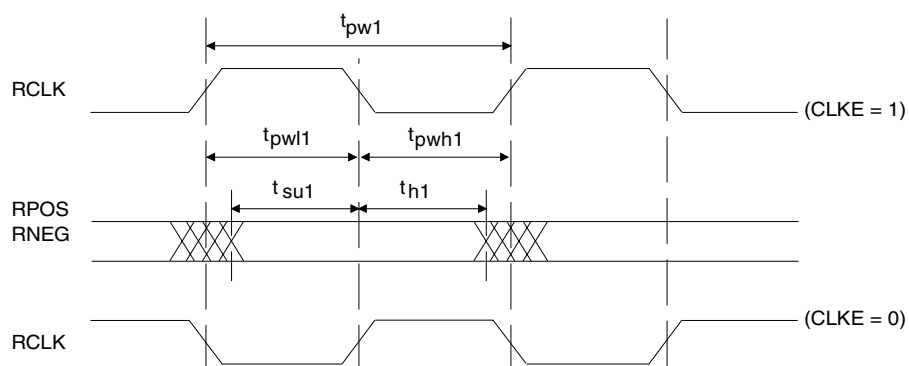 tpw1
RCLK
(CLKE = 1)
tpwl1
tpwh1
tsu1
th1
RPOS
RNEG
(CLKE = 0)
RCLK